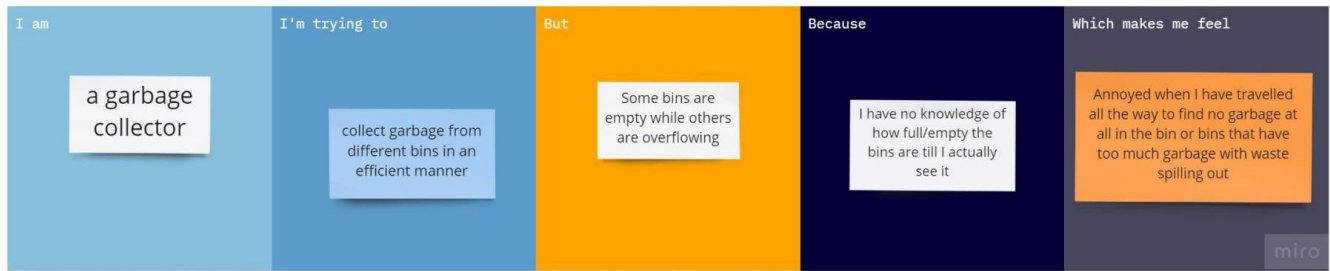 I am
a garbage
collector
I'm trying to
collect garbage from
different bins in an
efficient manner
But
Some bins are
empty while others
are overflowing
Because
I have no knowledge of
how full/empty the
bins are till I actually
see it
Which makes me feel
Annoyed when I have travelled
all the way to find no garbage at
all in the bin or bins that have
too much garbage with waste
spilling out
miro